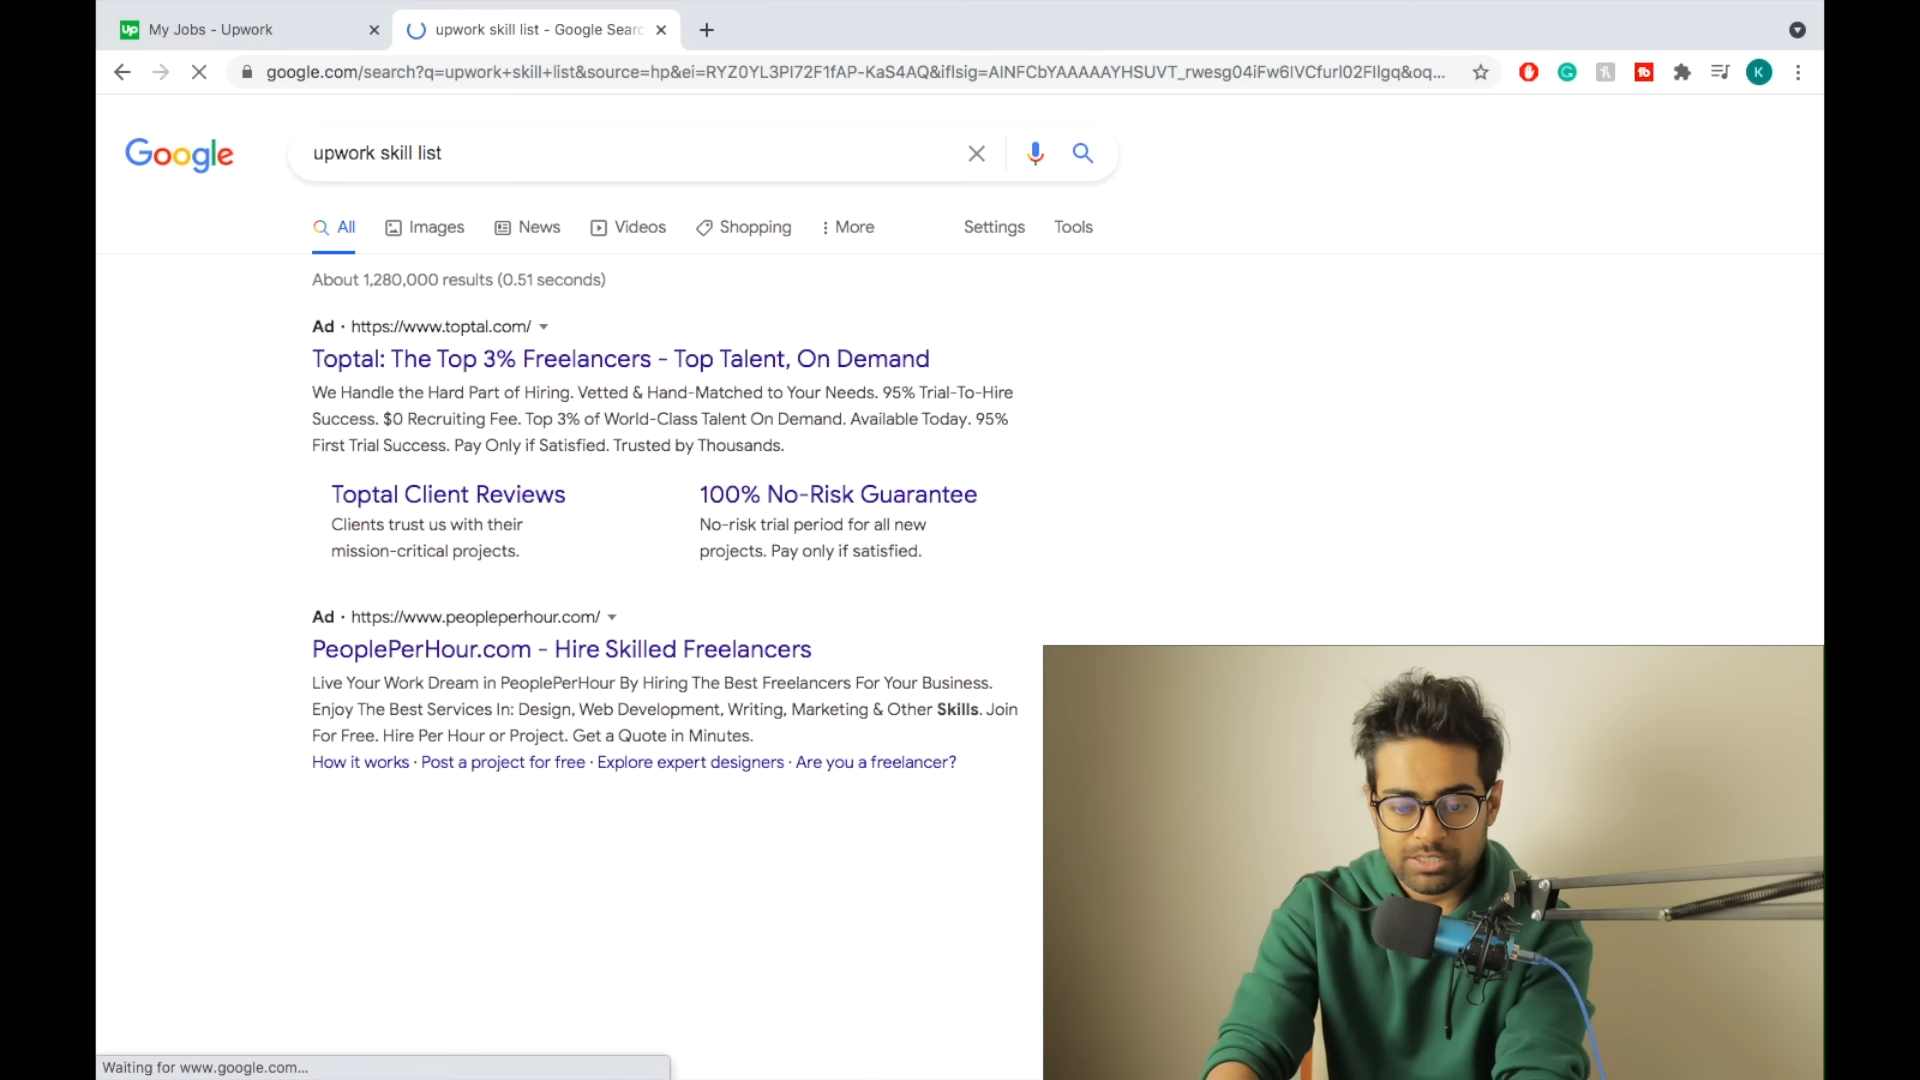 My Jobs - Upwork
upwork skill list - Google Searc
google.com/search?q=upwork+skill+list&source=hp&ei=RYZ0YL3PI72F1fAP-KaS4AQ&iflsig=AINFCbYAAAAAYHSUVT_rwesg04iFw6IVCfurl02FIlgq&oq...
K
Google
upwork skill list
All
Images
News
Videos
Shopping
More
Settings
Tools
About 1,280,000 results (0.51 seconds)
Ad · https://www.toptal.com/
Toptal: The Top 3% Freelancers - Top Talent, On Demand
We Handle the Hard Part of Hiring. Vetted & Hand-Matched to Your Needs. 95% Trial-To-Hire
Success. $0 Recruiting Fee. Top 3% of World-Class Talent On Demand. Available Today. 95%
First Trial Success. Pay Only if Satisfied. Trusted by Thousands.
Toptal Client Reviews
Clients trust us with their
mission-critical projects.
100% No-Risk Guarantee
No-risk trial period for all new
projects. Pay only if satisfied.
Ad · https://www.peopleperhour.com/
PeoplePerHour.com - Hire Skilled Freelancers
Live Your Work Dream in PeoplePerHour By Hiring The Best Freelancers For Your Business.
Enjoy The Best Services In: Design, Web Development, Writing, Marketing & Other Skills. Join
For Free. Hire Per Hour or Project. Get a Quote in Minutes.
How it works · Post a project for free · Explore expert designers · Are you a freelancer?
Waiting for www.google.com...